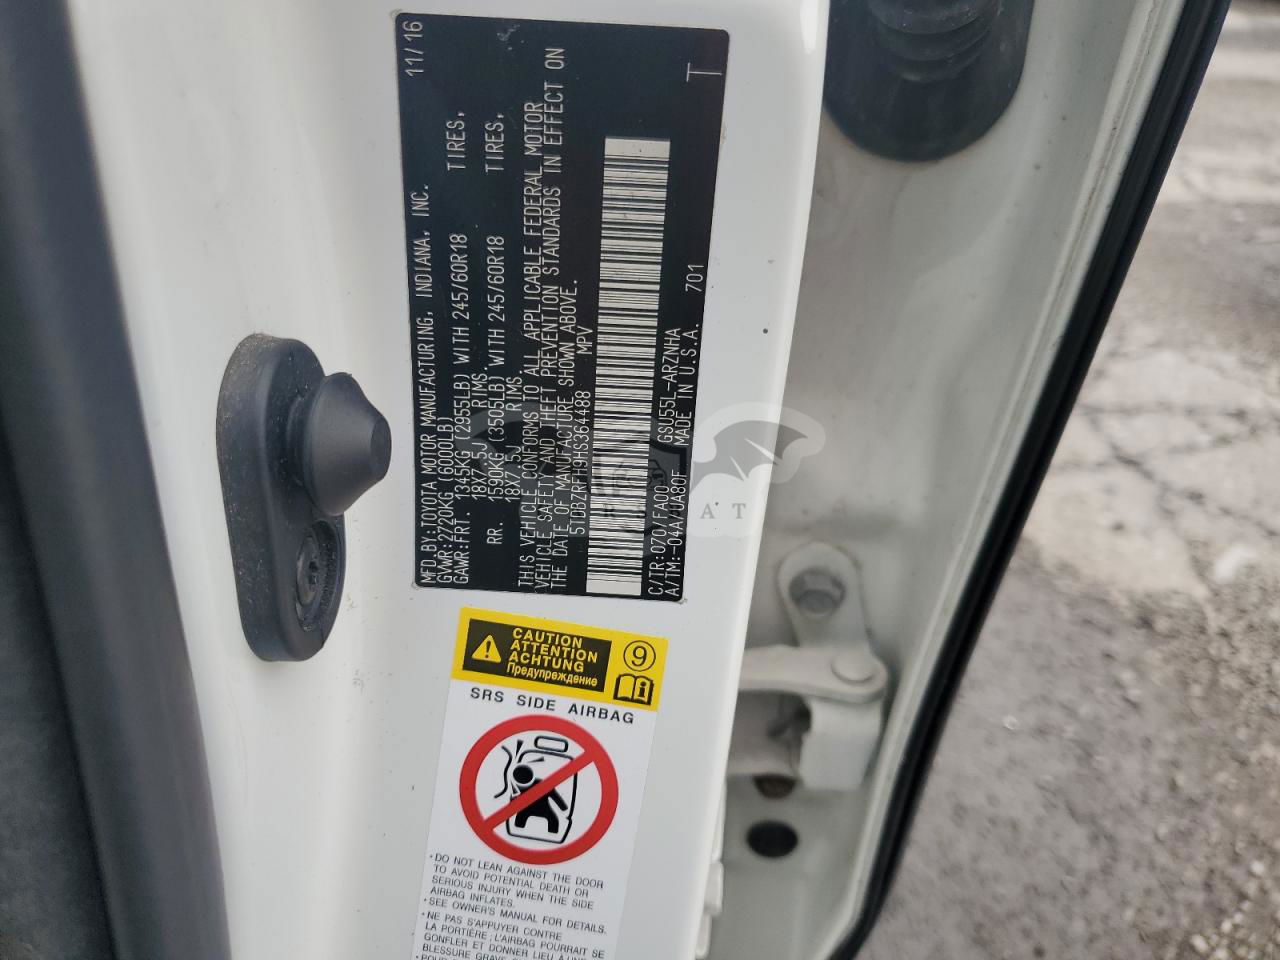 MFD.BY:TOYOTA MOTOR MANUFACTURING, INDIANA, INC. 11/16
GVWR:2720KG (6000LB)
GAWR:FRT. 1345KG (2955LB) WITH 245/60R18 TIRES,
18X7.5J RIMS.
RR. 1590KG (3505LB) WITH 245/60R18 TIRES,
18X7.5J RIMS.
THIS VEHICLE CONFORMS TO ALL APPLICABLE FEDERAL MOTOR
VEHICLE SAFETY AND THEFT PREVENTION STANDARDS IN EFFECT ON
THE DATE OF MANUFACTURE SHOWN ABOVE.
5TDBZRFH9HS364488 MPV
C/TR:070/FA00 GSU55L-ARZNHA 701 T
A/TM:-04A/UA80F MADE IN U.S.A.
CAUTION
ATTENTION
ACHTUNG
Предупреждение
9
SRS SIDE AIRBAG
•DO NOT LEAN AGAINST THE DOOR
TO AVOID POTENTIAL DEATH OR
SERIOUS INJURY WHEN THE SIDE
AIRBAG INFLATES.
•SEE OWNER'S MANUAL FOR DETAILS.
•NE PAS S'APPUYER CONTRE
LA PORTIÈRE; L'AIRBAG POURRAIT SE
GONFLER ET DONNER LIEU À UNE
BLESSURE GRAVE